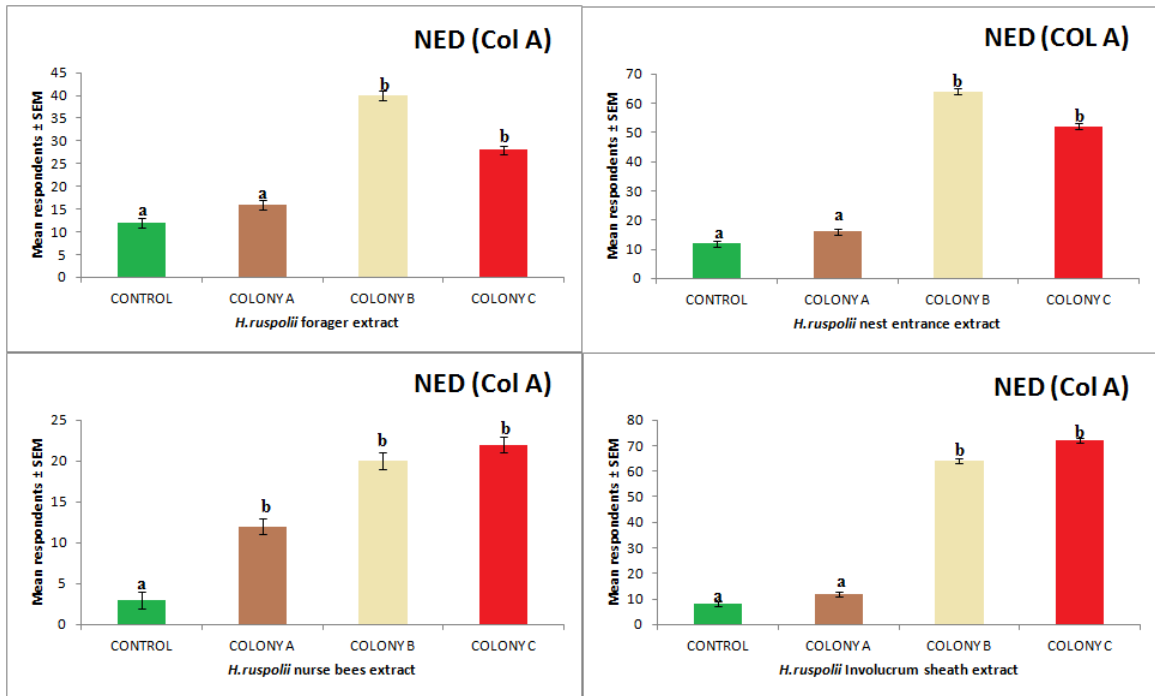 NED (Col A)
Mean respondents ± SEM
45
40
35
30
25
20
15
10
5
0
a
a
b
b
CONTROL
COLONY A
COLONY B
COLONY C
H.ruspolii forager extract
NED (COL A)
Mean respondents ± SEM
70
60
50
40
30
20
10
0
a
a
b
b
CONTROL
COLONY A
COLONY B
COLONY C
H.ruspolii nest entrance extract
NED (Col A)
Mean respondents ± SEM
25
20
15
10
5
0
a
b
b
b
CONTROL
COLONY A
COLONY B
COLONY C
H.ruspolii nurse bees extract
NED (Col A)
Mean respondents ± SEM
80
70
60
50
40
30
20
10
0
a
a
b
b
CONTROL
COLONY A
COLONY B
COLONY C
H.ruspolii Involucrum sheath extract